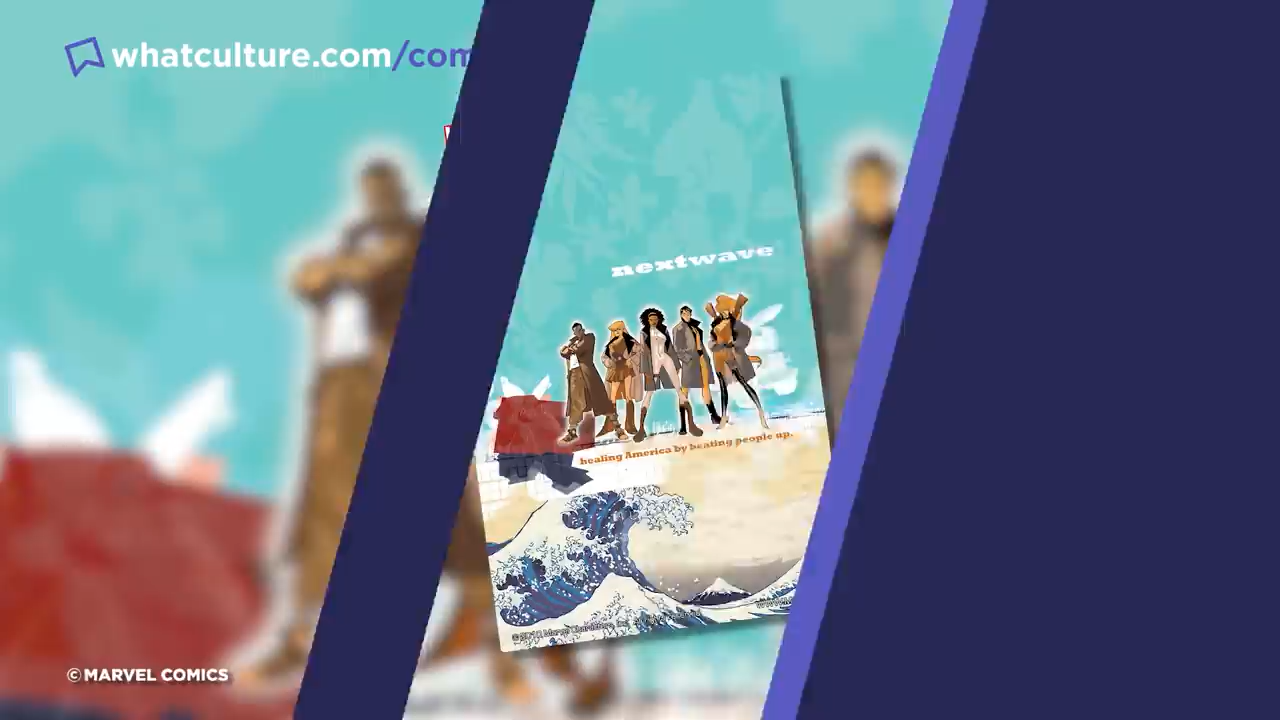 whatculture.com/com
nextwave
healing America by beating people up.
©MARVEL COMICS